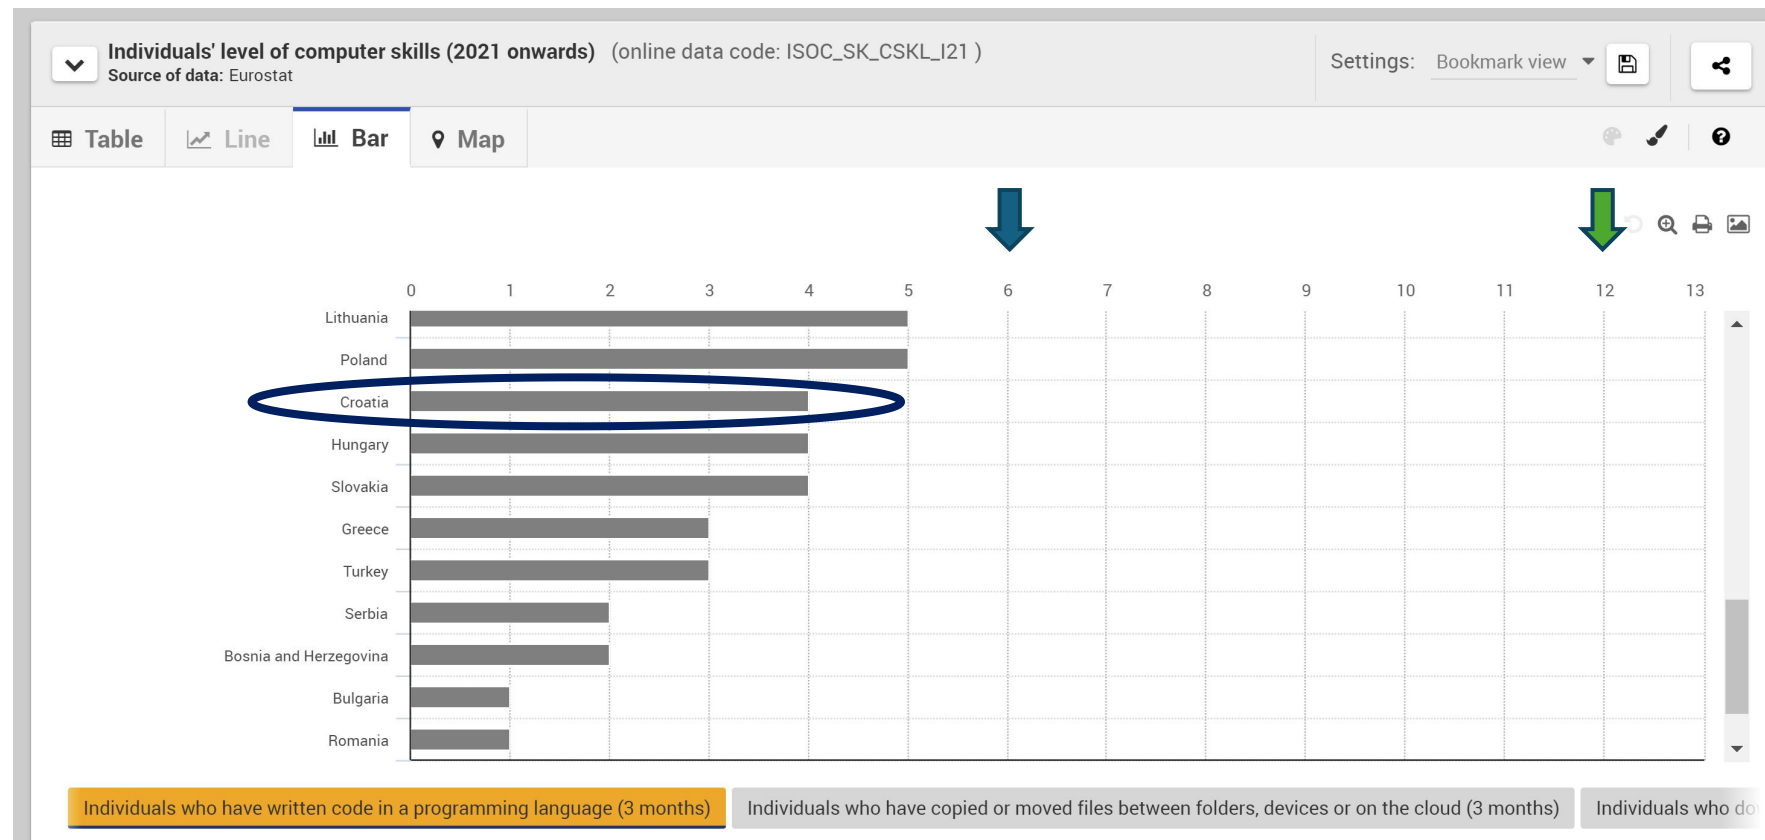 Individuals' level of computer skills (2021 onwards) (online data code: ISOC_SK_CSKL_I21 )
Source of data: Eurostat
Settings: Bookmark view
Table Line Bar Map
0 1 2 3 4 5 6 7 8 9 10 11 12 13
Lithuania
Poland
Croatia
Hungary
Slovakia
Greece
Turkey
Serbia
Bosnia and Herzegovina
Bulgaria
Romania
Individuals who have written code in a programming language (3 months) Individuals who have copied or moved files between folders, devices or on the cloud (3 months) Individuals who